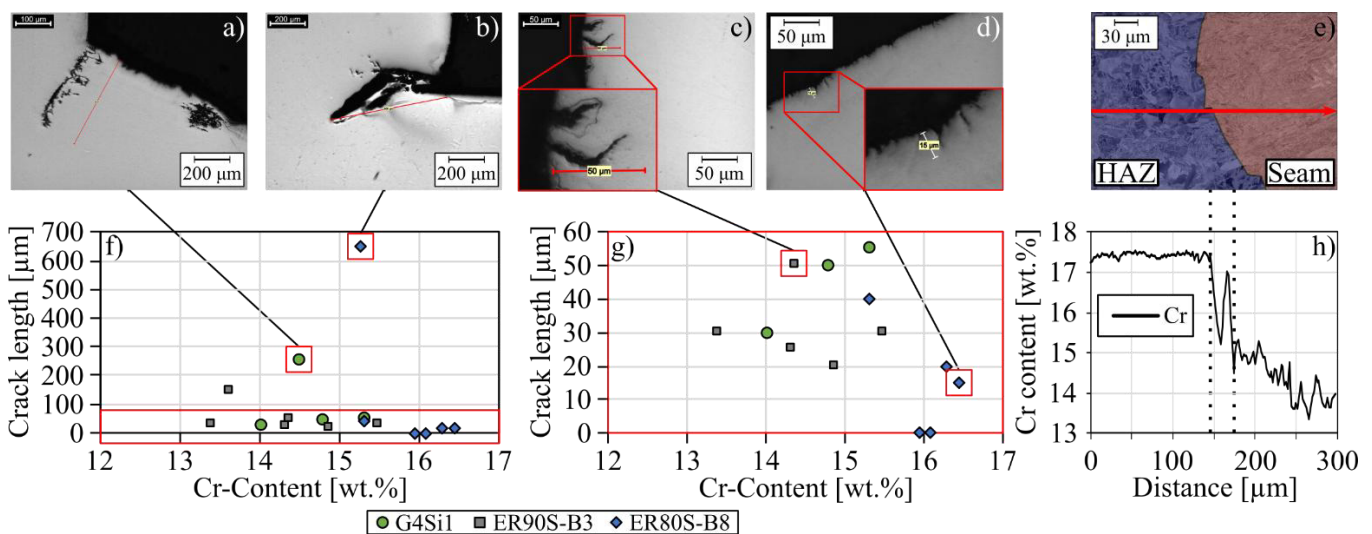 100 µm
a)
200 µm
200 µm
b)
200 µm
50 µm
c)
50 µm
50 µm
50 µm
d)
15 µm
30 µm
e)
HAZ
Seam
700
600
500
400
300
200
100
0
Crack length [µm]
f)
12 13 14 15 16 17
Cr-Content [wt.%]
60
50
40
30
20
10
0
Crack length [µm]
g)
12 13 14 15 16 17
Cr-Content [wt.%]
18
17
16
15
14
13
Cr content [wt.%]
h)
Cr
0 100 200 300
Distance [µm]
G4Si1 ER90S-B3 ER80S-B8